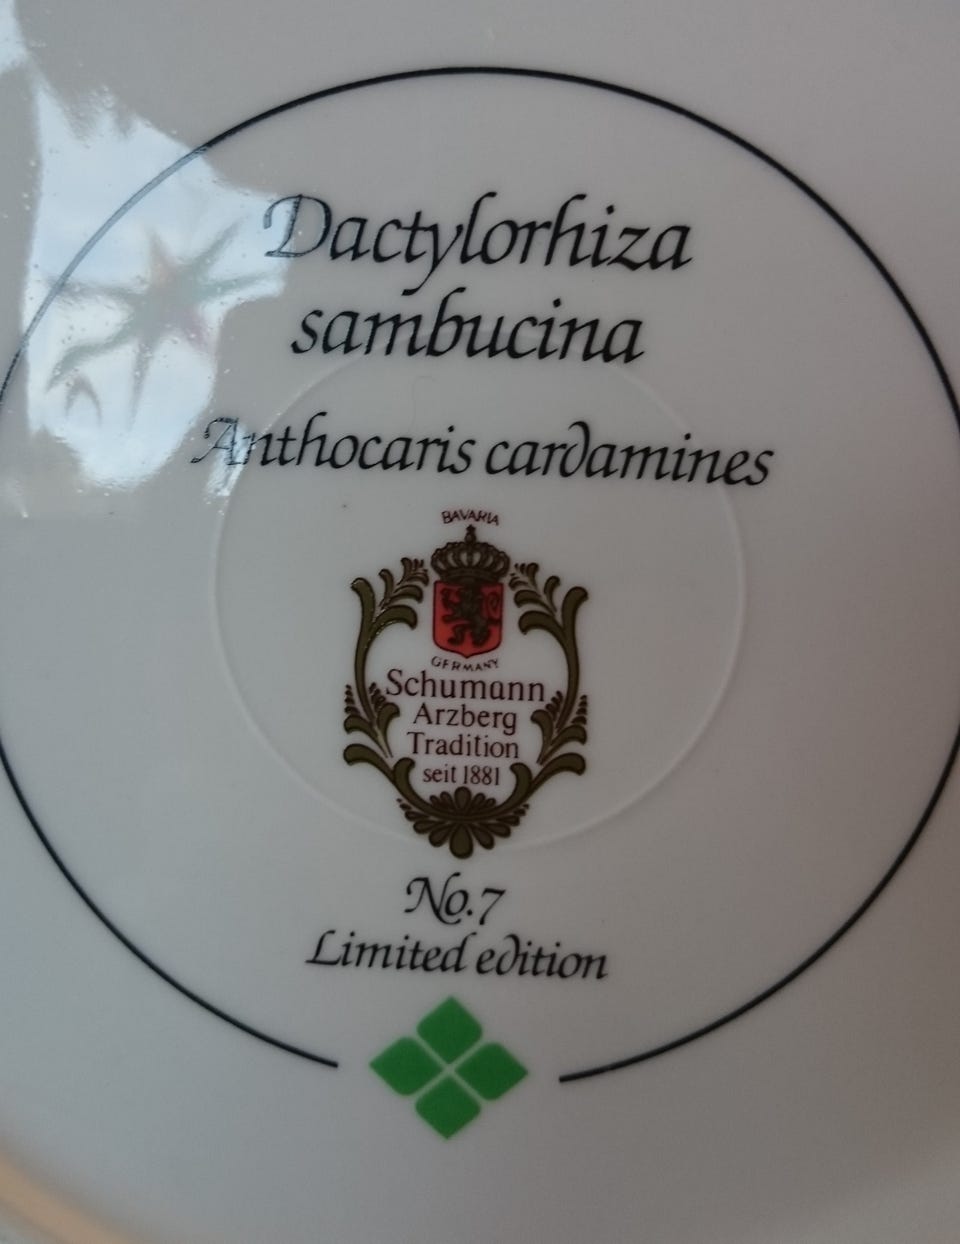 Dactylorhiza
sambucina
Anthocaris cardamines
BAVARIA
GERMANY
Schumann
Arzberg
Tradition
seit 1881
No.7
Limited edition